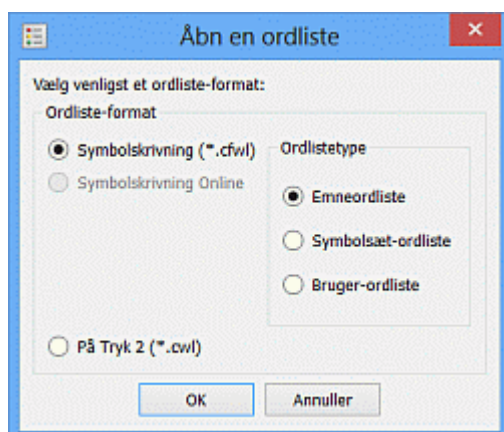 Åbn en ordliste
Vælg venligst et ordliste-format:
Ordliste-format
Symbolskrivning (*.cfwl)
Symbolskrivning Online
Ordlistetype
Emneordliste
Symbolsæt-ordliste
Bruger-ordliste
På Tryk 2 (*.cwl)
OK
Annuller